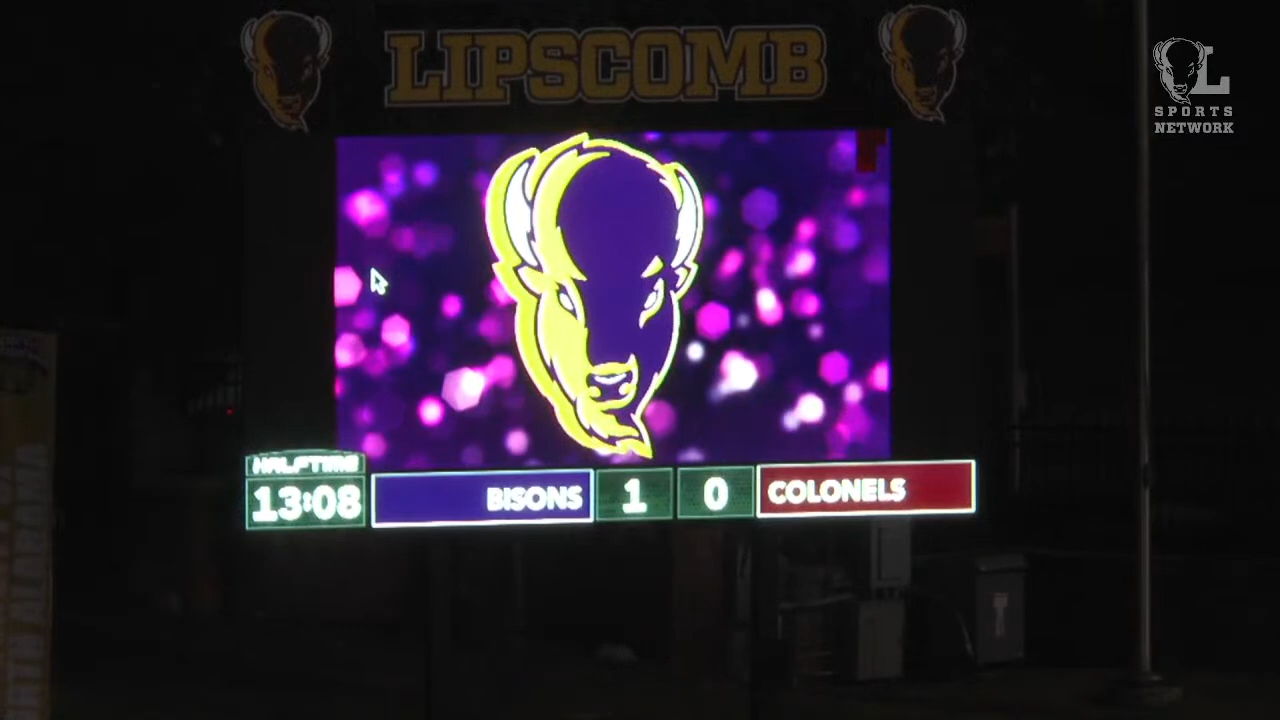 LIPSCOMB
L
SPORTS
NETWORK
HALFTIME
13:08
BISONS
1
0
COLONELS